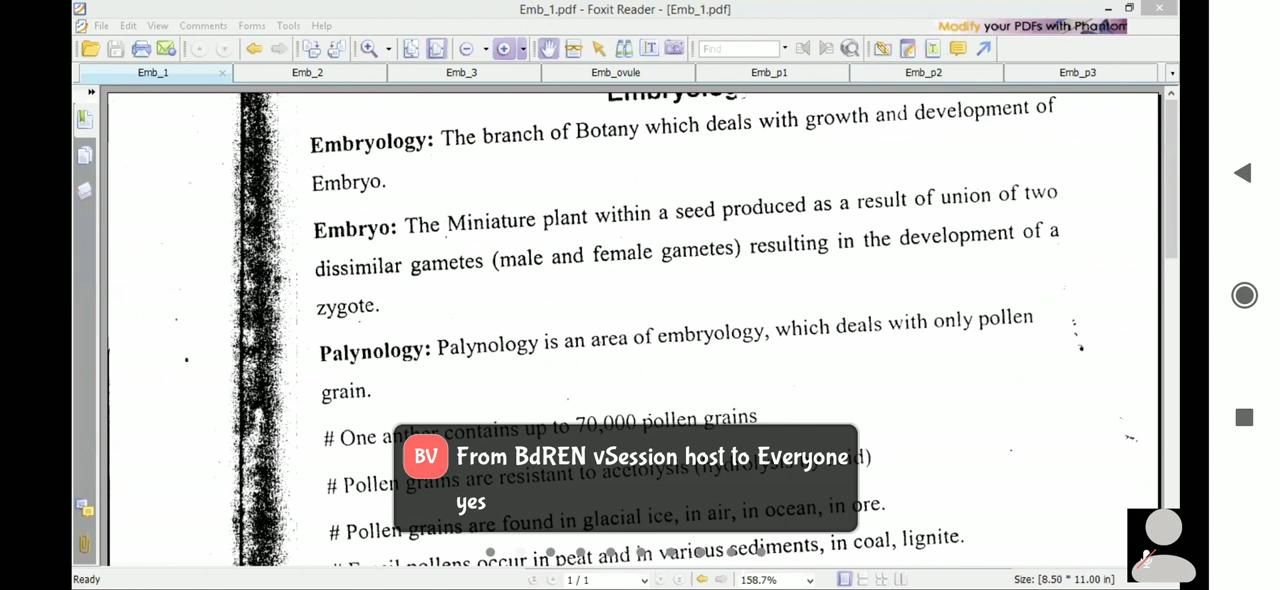 Emb_1.pdf - Foxit Reader - [Emb_1.pdf]
File Edit View Comments Forms Tools Help
Modify your PDFs with Phantom
Find
Emb_1 Emb_2 Emb_3 Emb_ovule Emb_p1 Emb_p2 Emb_p3
Embryology: The branch of Botany which deals with growth and development of
Embryo.
Embryo: The Miniature plant within a seed produced as a result of union of two
dissimilar gametes (male and female gametes) resulting in the development of a
zygote.
Palynology: Palynology is an area of embryology, which deals with only pollen
grain.
# One anther contains up to 70,000 pollen grains
# Pollen grains are resistant to acetolysis
BV From BdREN vSession host to Everyone
yes
# Pollen grains are found in glacial ice, in air, in ocean, in ore.
pollens occur in peat and in various sediments, in coal, lignite.
Ready 1 / 1 158.7% Size: [8.50 * 11.00 in]